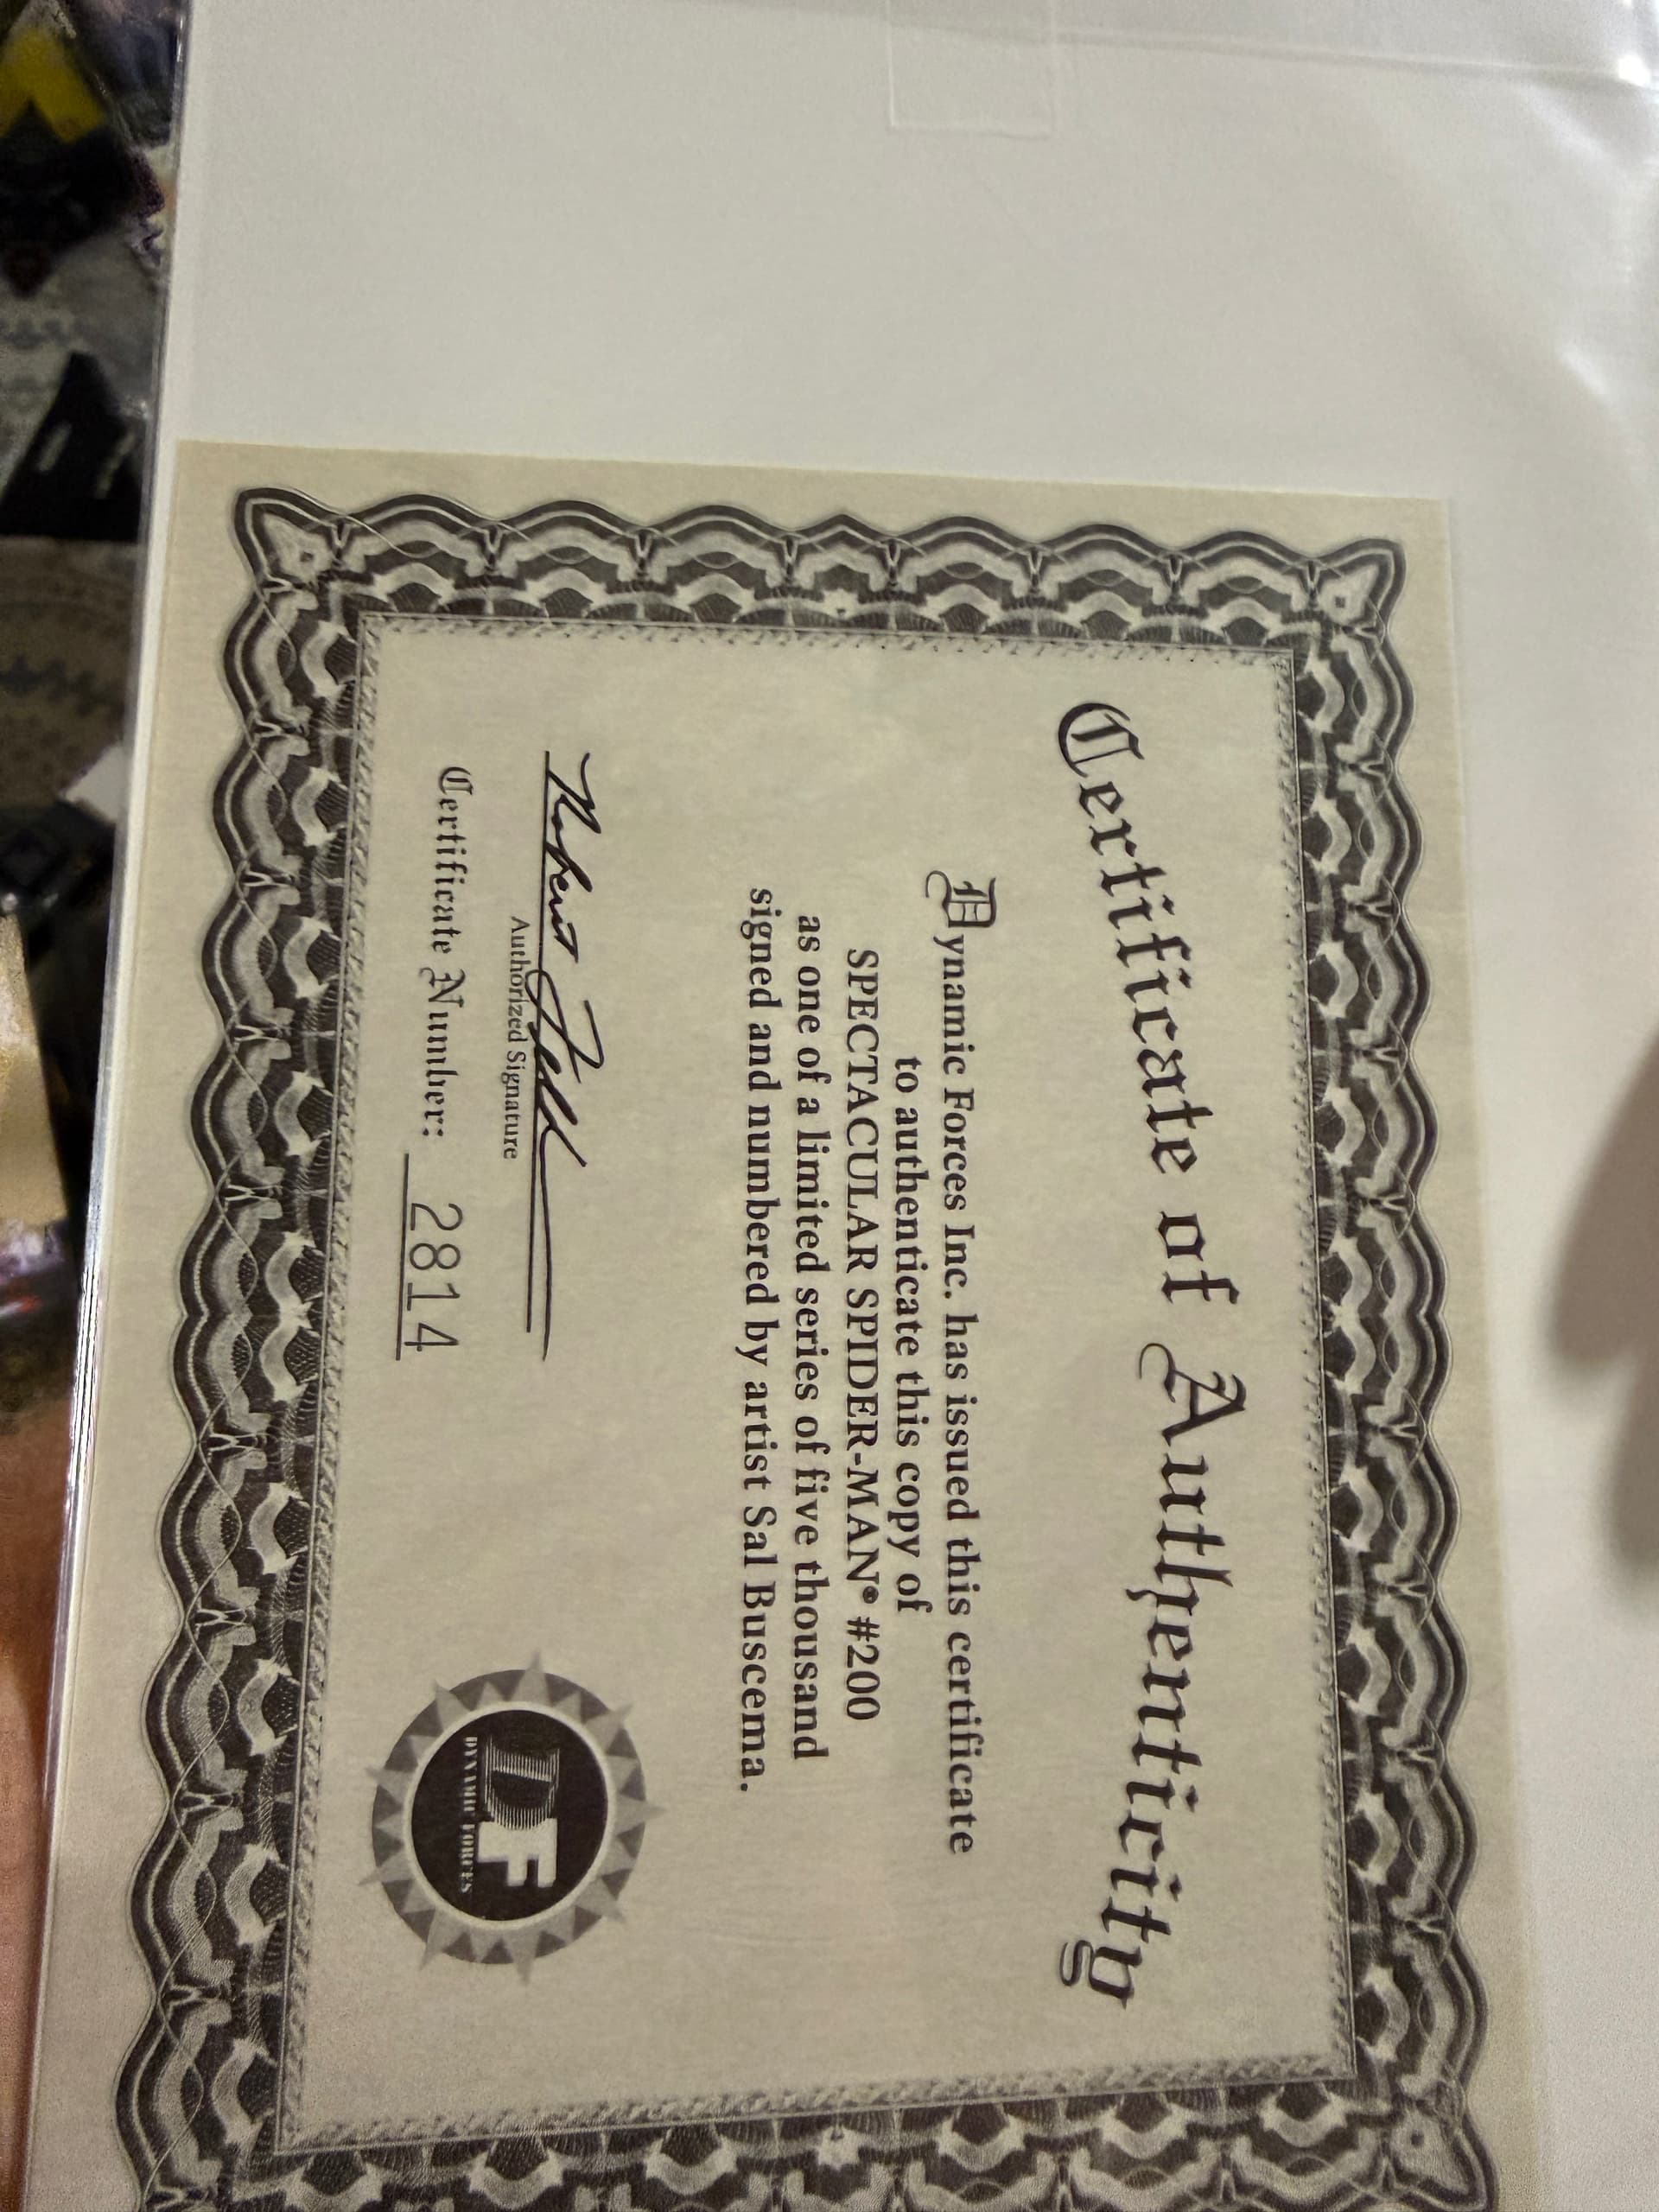 Certificate of Authenticity
Dynamic Forces Inc. has issued this certificate
to authenticate this copy of
SPECTACULAR SPIDER-MAN® #200
as one of a limited series of five thousand
signed and numbered by artist Sal Buscema.
Authorized Signature
Certificate Number: 2814
DF
DYNAMIC FORCES